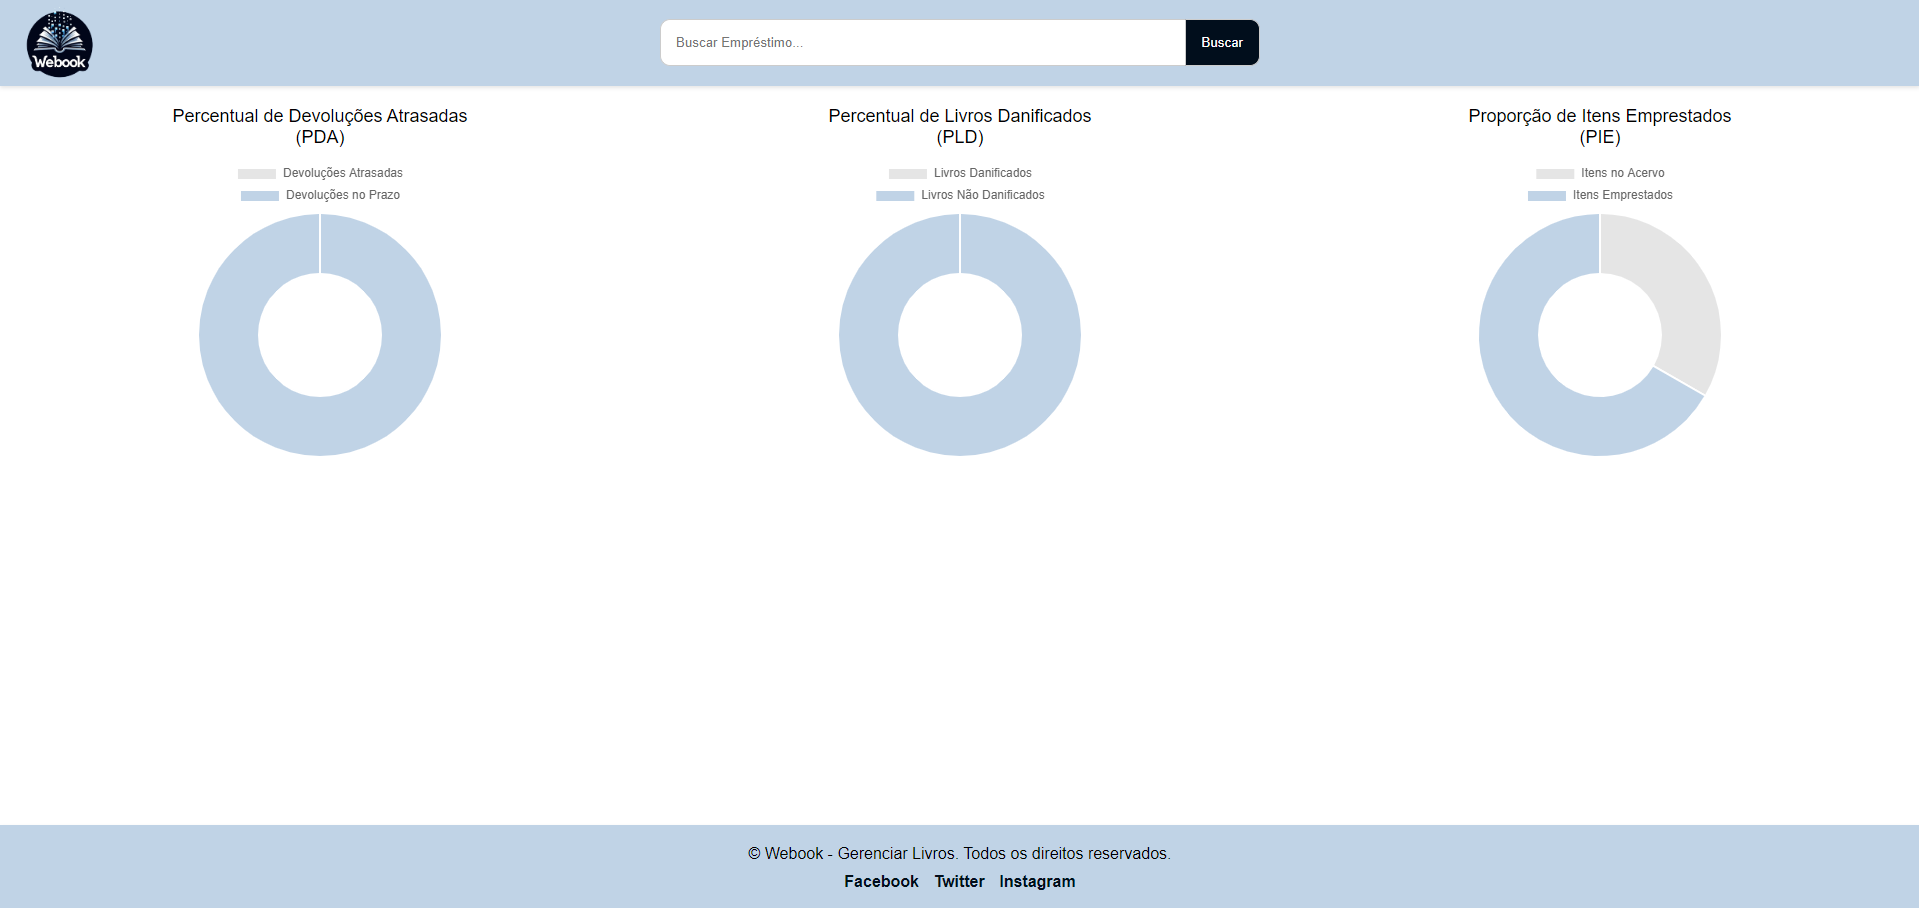 Webook
Buscar Empréstimo...
Buscar
Percentual de Devoluções Atrasadas
(PDA)
Devoluções Atrasadas
Devoluções no Prazo
Percentual de Livros Danificados
(PLD)
Livros Danificados
Livros Não Danificados
Proporção de Itens Emprestados
(PIE)
Itens no Acervo
Itens Emprestados
© Webook - Gerenciar Livros. Todos os direitos reservados.
Facebook Twitter Instagram